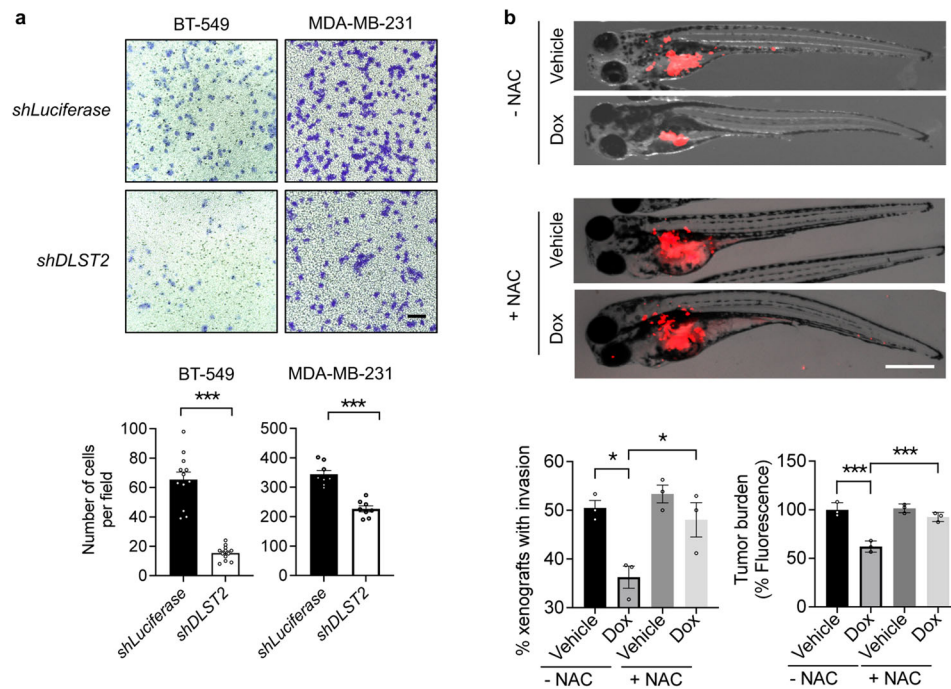 a
BT-549
MDA-MB-231
shLuciferase
shDLST2
BT-549
MDA-MB-231
***
***
Number of cells
per field
100
80
60
40
20
0
500
400
300
200
100
0
shLuciferase
shDLST2
shLuciferase
shDLST2
b
- NAC
Vehicle
Dox
+ NAC
Vehicle
Dox
% xenografts with invasion
60
50
40
30
*
*
Vehicle
Dox
Vehicle
Dox
- NAC
+ NAC
Tumor burden
(% Fluorescence)
150
100
50
0
***
***
Vehicle
Dox
Vehicle
Dox
- NAC
+ NAC